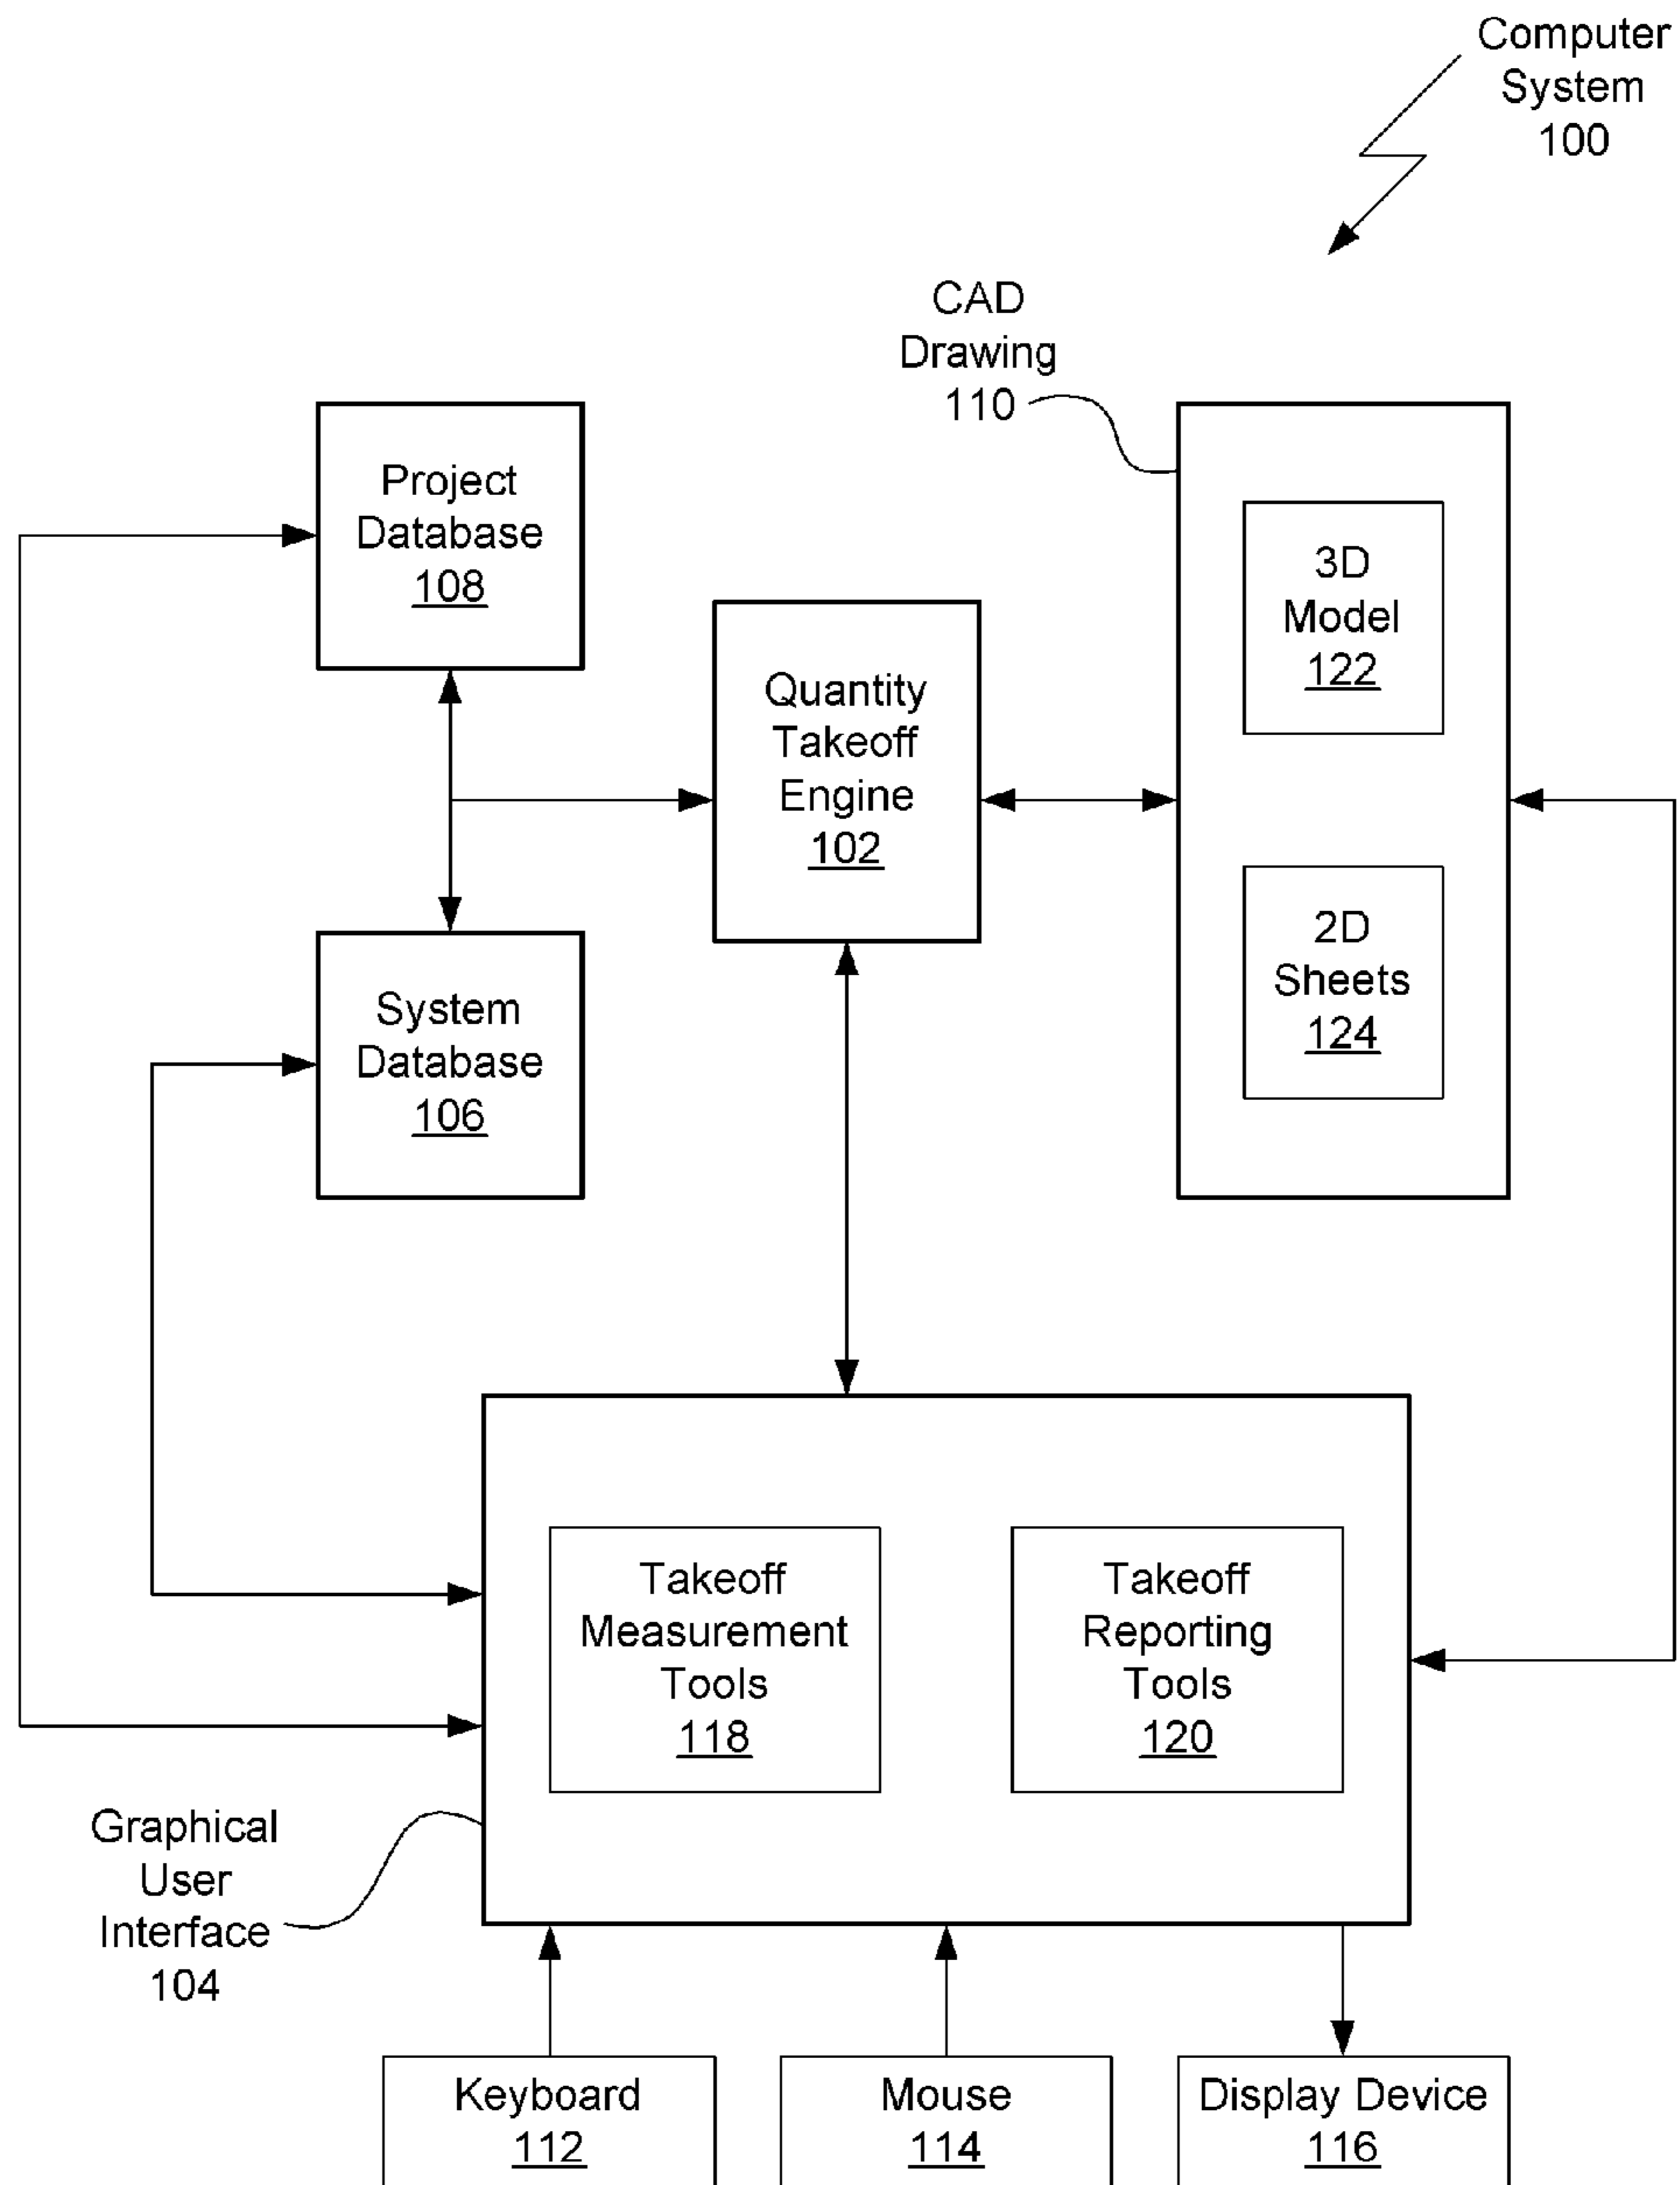 Computer
System
100
CAD
Drawing
110
Project
Database
108
3D
Model
122
Quantity
Takeoff
Engine
102
2D
Sheets
124
System
Database
106
Takeoff
Measurement
Tools
118
Takeoff
Reporting
Tools
120
Graphical
User
Interface
104
Keyboard
112
Mouse
114
Display Device
116